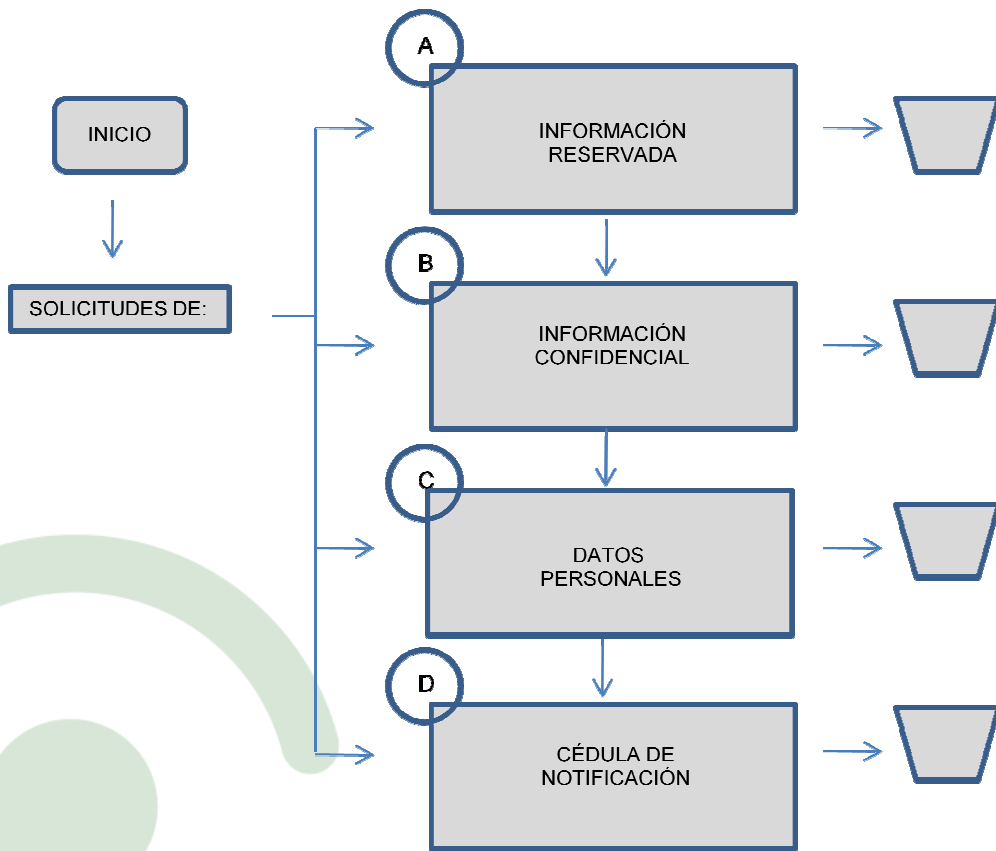 INICIO
SOLICITUDES DE:
A
INFORMACIÓN
RESERVADA
B
INFORMACIÓN
CONFIDENCIAL
C
DATOS
PERSONALES
D
CÉDULA DE
NOTIFICACIÓN